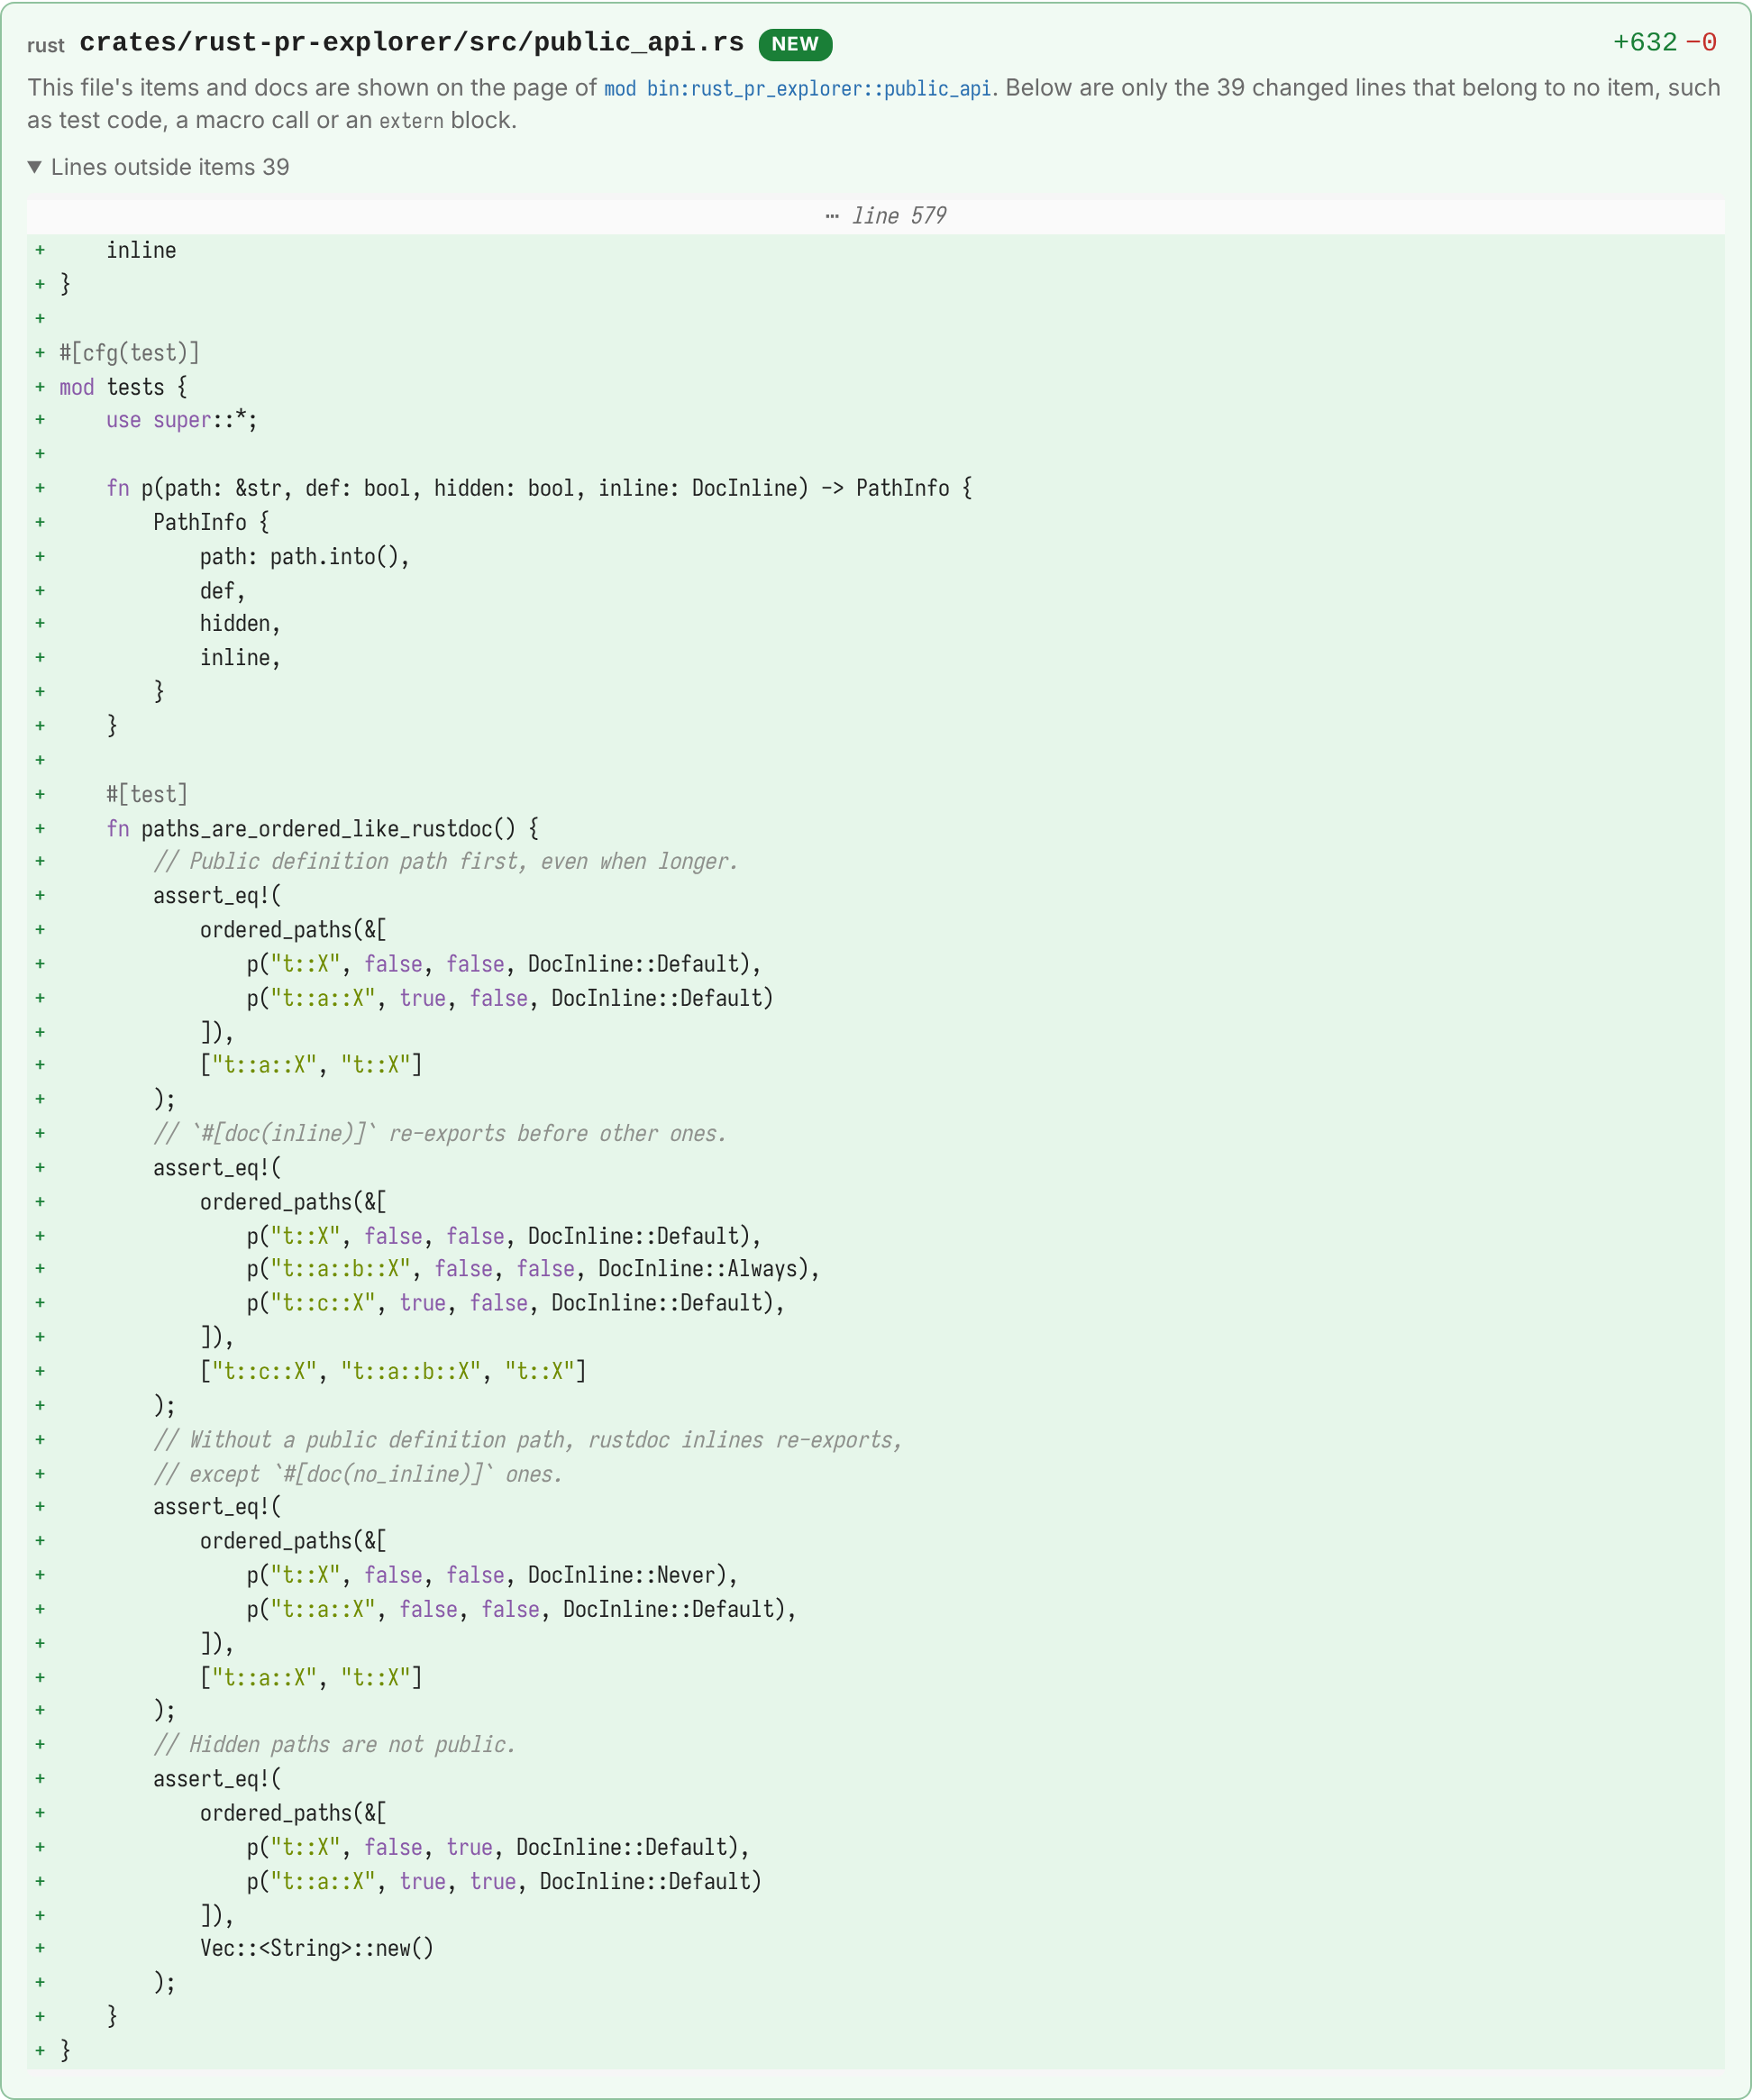 rust crates/rust-pr-explorer/src/public_api.rs NEW +632 −0
This file's items and docs are shown on the page of mod bin:rust_pr_explorer::public_api. Below are only the 39 changed lines that belong to no item, such
as test code, a macro call or an extern block.
▼ Lines outside items 39
⋯ line 579
+     inline
+ }
+
+ #[cfg(test)]
+ mod tests {
+     use super::*;
+
+     fn p(path: &str, def: bool, hidden: bool, inline: DocInline) -> PathInfo {
+         PathInfo {
+             path: path.into(),
+             def,
+             hidden,
+             inline,
+         }
+     }
+
+     #[test]
+     fn paths_are_ordered_like_rustdoc() {
+         // Public definition path first, even when longer.
+         assert_eq!(
+             ordered_paths(&[
+                 p("t::X", false, false, DocInline::Default),
+                 p("t::a::X", true, false, DocInline::Default)
+             ]),
+             ["t::a::X", "t::X"]
+         );
+         // `#[doc(inline)]` re-exports before other ones.
+         assert_eq!(
+             ordered_paths(&[
+                 p("t::X", false, false, DocInline::Default),
+                 p("t::a::b::X", false, false, DocInline::Always),
+                 p("t::c::X", true, false, DocInline::Default),
+             ]),
+             ["t::c::X", "t::a::b::X", "t::X"]
+         );
+         // Without a public definition path, rustdoc inlines re-exports,
+         // except `#[doc(no_inline)]` ones.
+         assert_eq!(
+             ordered_paths(&[
+                 p("t::X", false, false, DocInline::Never),
+                 p("t::a::X", false, false, DocInline::Default),
+             ]),
+             ["t::a::X", "t::X"]
+         );
+         // Hidden paths are not public.
+         assert_eq!(
+             ordered_paths(&[
+                 p("t::X", false, true, DocInline::Default),
+                 p("t::a::X", true, true, DocInline::Default)
+             ]),
+             Vec::<String>::new()
+         );
+     }
+ }